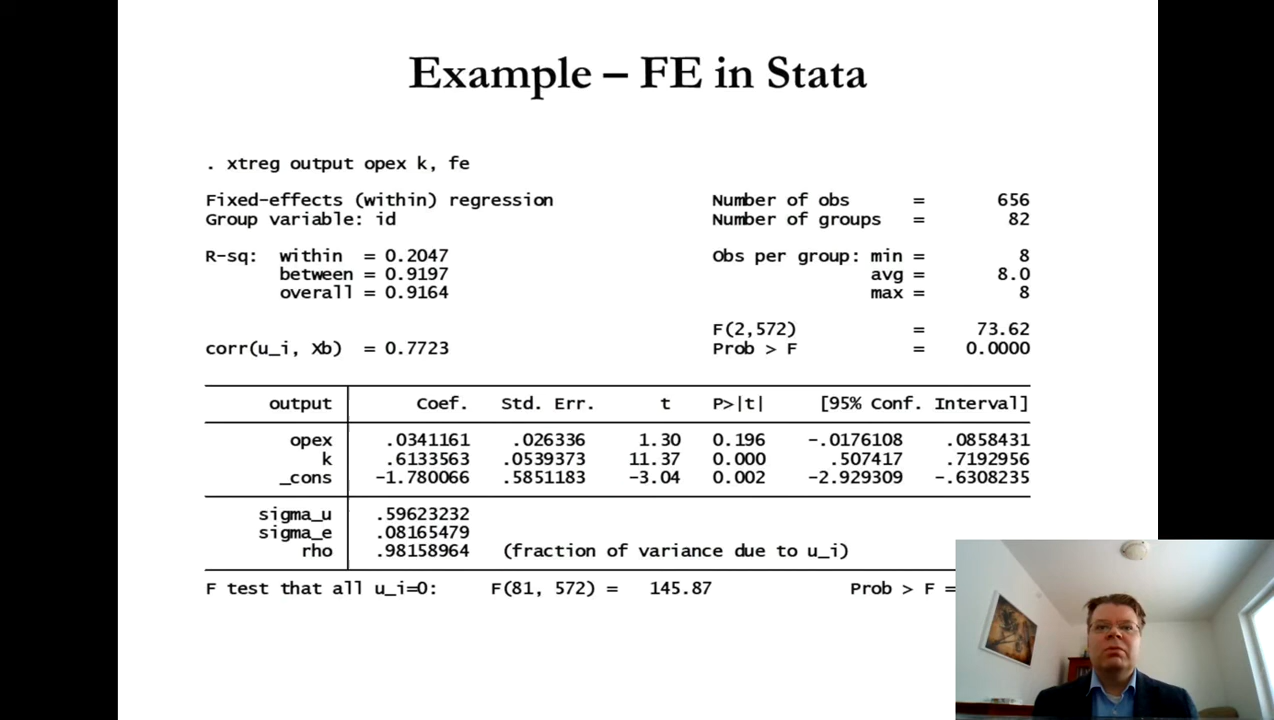 Example – FE in Stata
. xtreg output opex k, fe
Fixed-effects (within) regression Number of obs = 656
Group variable: id Number of groups = 82
R-sq: within = 0.2047 Obs per group: min = 8
between = 0.9197 avg = 8.0
overall = 0.9164 max = 8
F(2,572) = 73.62
corr(u_i, Xb) = 0.7723 Prob > F = 0.0000
output Coef. Std. Err. t P>|t| [95% Conf. Interval]
opex .0341161 .026336 1.30 0.196 -.0176108 .0858431
k .6133563 .0539373 11.37 0.000 .507417 .7192956
_cons -1.780066 .5851183 -3.04 0.002 -2.929309 -.6308235
sigma_u .59623232
sigma_e .08165479
rho .98158964 (fraction of variance due to u_i)
F test that all u_i=0: F(81, 572) = 145.87 Prob > F =